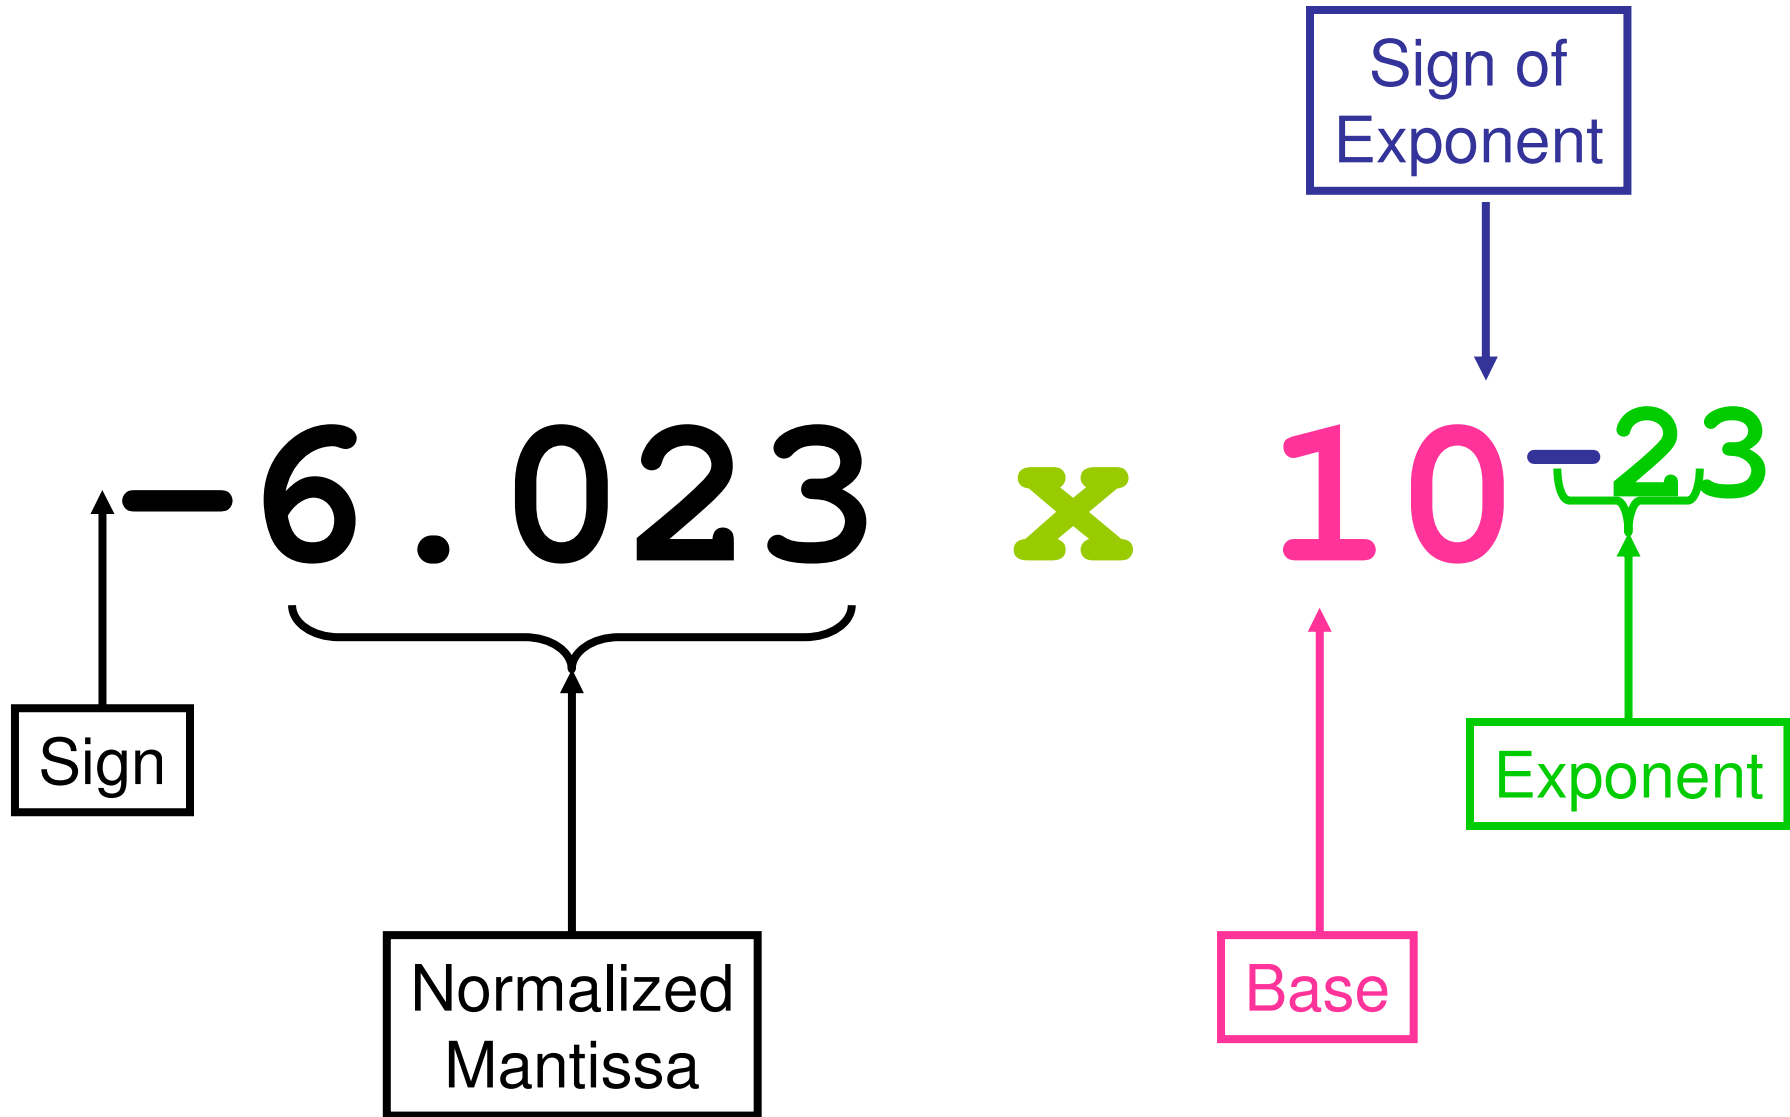 Sign of
Exponent
-6.023 x 10-23
Sign
Exponent
Normalized
Mantissa
Base